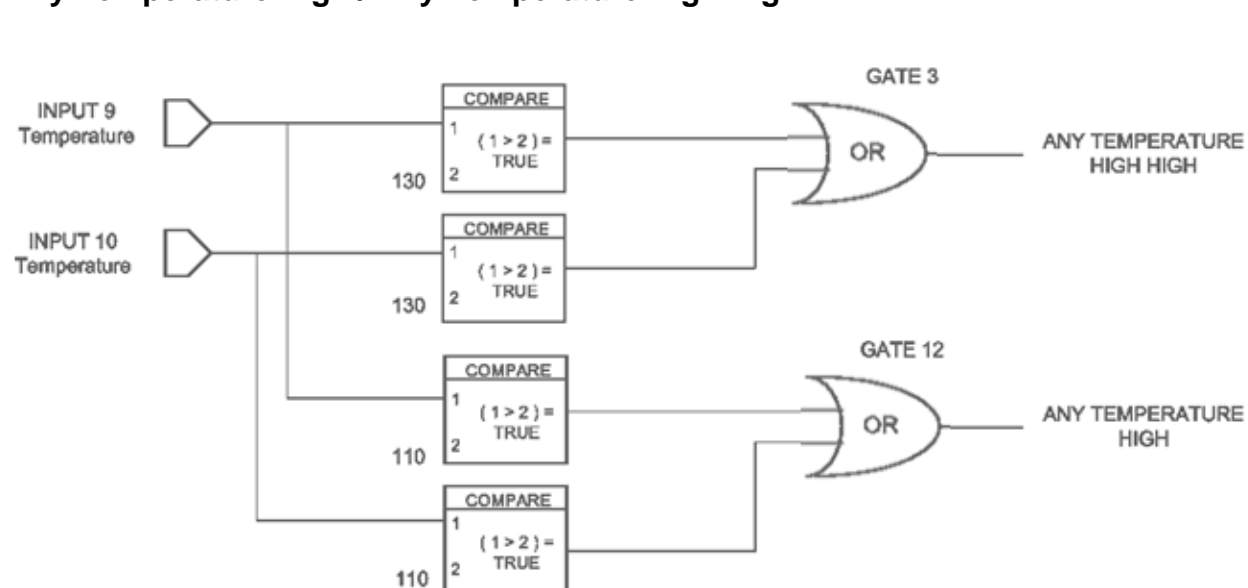 GATE 3
INPUT 9
Temperature
COMPARE
1
( 1 > 2 ) =
TRUE
130
2
OR
ANY TEMPERATURE
HIGH HIGH
INPUT 10
Temperature
COMPARE
1
( 1 > 2 ) =
TRUE
130
2
GATE 12
COMPARE
1
( 1 > 2 ) =
TRUE
110
2
OR
ANY TEMPERATURE
HIGH
COMPARE
1
( 1 > 2 ) =
TRUE
110
2